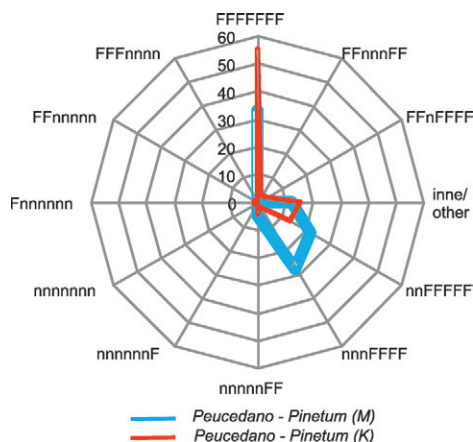 FFFFFFF
60
FFFnnnn
FFnnnFF
50
40
FFnnnnn
FFnFFFF
30
20
10
Fnnnnnn
0
inne/
other
nnnnnnn
nnFFFFF
nnnnnnF
nnnFFFF
nnnnnFF
Peucedano - Pinetum (M)
Peucedano - Pinetum (K)